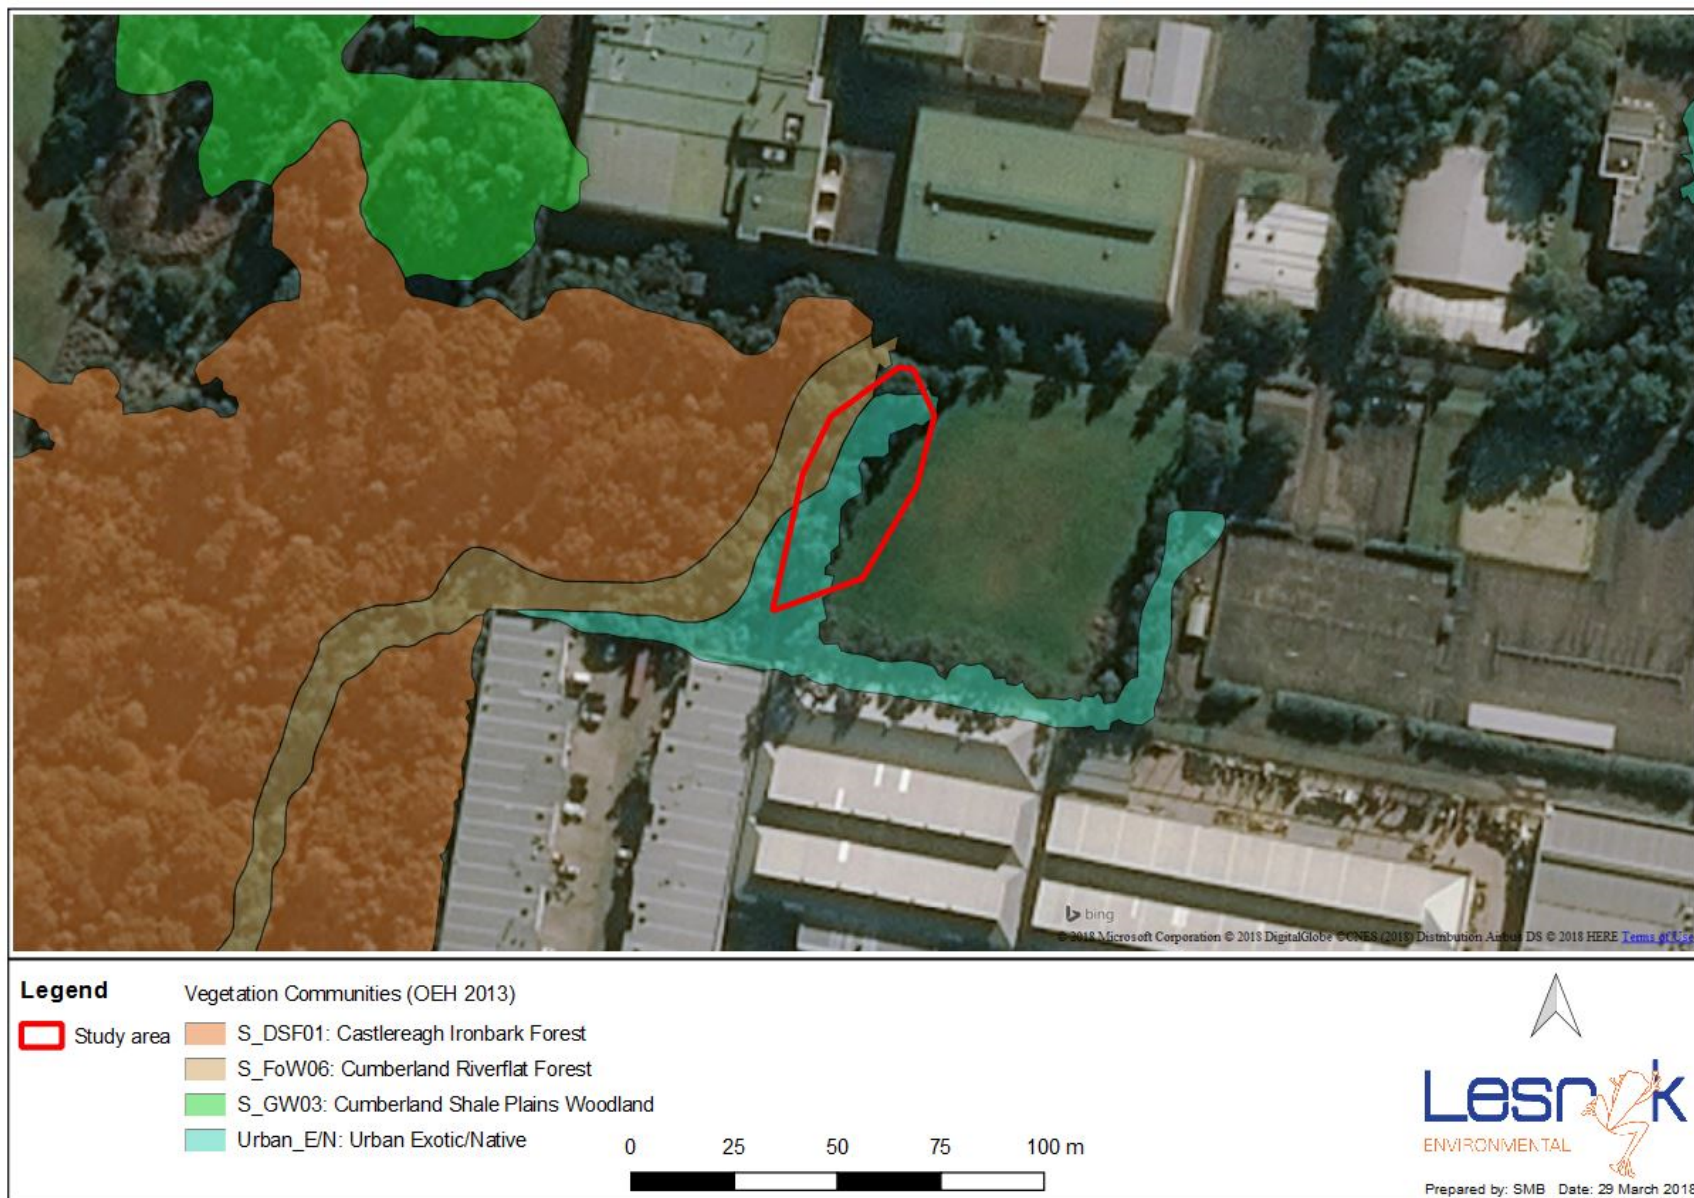 bing
© 2018 Microsoft Corporation © 2018 DigitalGlobe ©CNES (2018) Distribution Airbus DS © 2018 HERE Terms of Use
Legend
Vegetation Communities (OEH 2013)
Study area
S_DSF01: Castlereagh Ironbark Forest
S_FoW06: Cumberland Riverflat Forest
S_GW03: Cumberland Shale Plains Woodland
Urban_E/N: Urban Exotic/Native
0 25 50 75 100 m
Lesryk
ENVIRONMENTAL
Prepared by: SMB Date: 29 March 2018